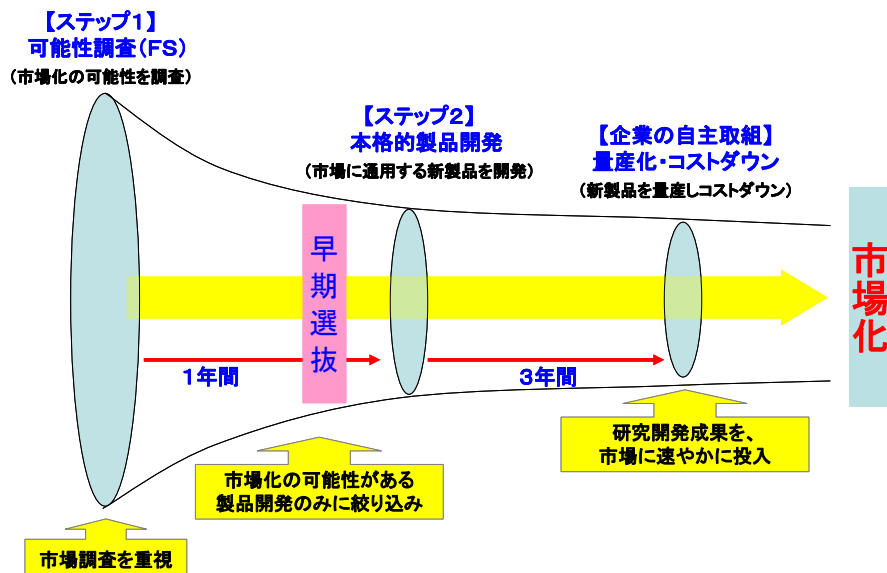 【ステップ1】
可能性調査(FS)
(市場化の可能性を調査)
【ステップ2】
本格的製品開発
(市場に通用する新製品を開発)
【企業の自主取組】
量産化・コストダウン
(新製品を量産しコストダウン)
早期選抜
市場化
1年間
3年間
研究開発成果を、
市場に速やかに投入
市場化の可能性がある
製品開発のみに絞り込み
市場調査を重視